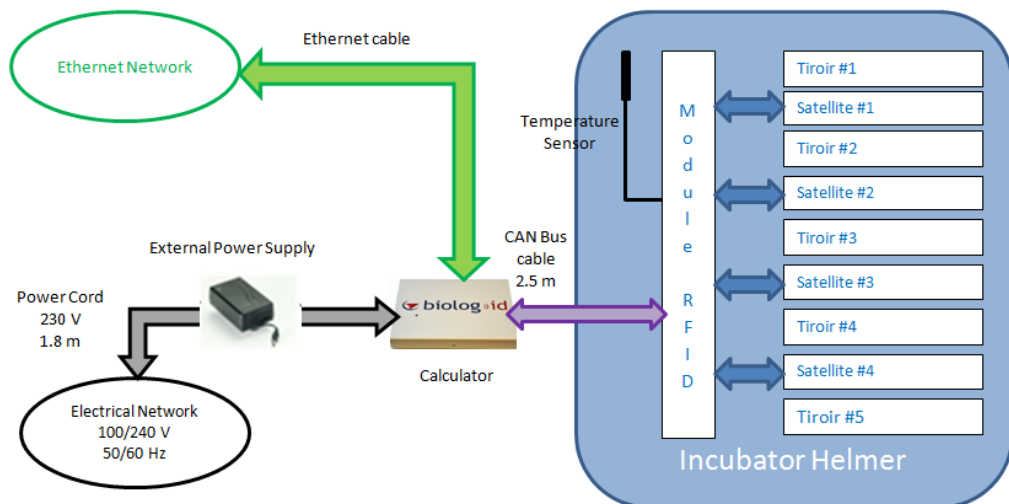 Ethernet cable
Ethernet Network
Temperature
Sensor
External Power Supply
Power Cord
230 V
1.8 m
CAN Bus
cable
2.5 m
biolog»id
Calculator
Electrical Network
100/240 V
50/60 Hz
Module RFID
Tiroir #1
Satellite #1
Tiroir #2
Satellite #2
Tiroir #3
Satellite #3
Tiroir #4
Satellite #4
Tiroir #5
Incubator Helmer